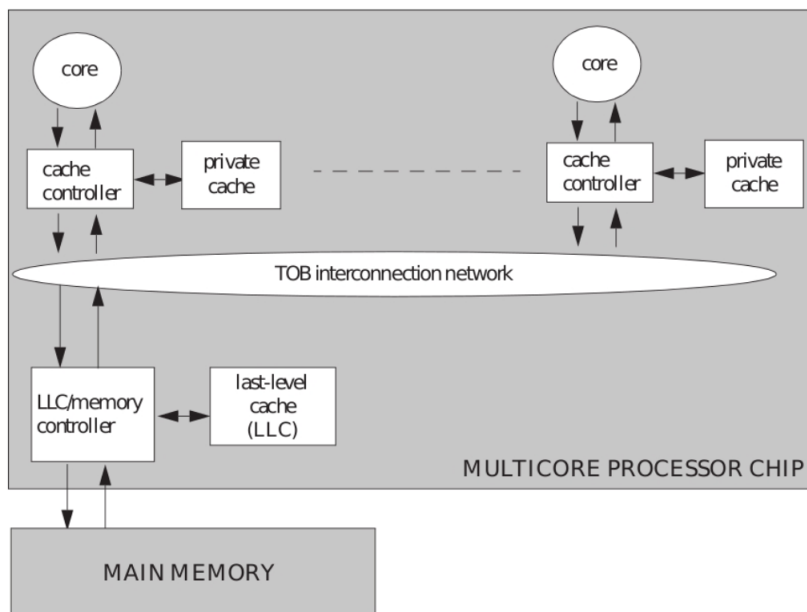 core
core
cache
controller
private
cache
cache
controller
private
cache
TOB interconnection network
LLC/memory
controller
last-level
cache
(LLC)
MULTICORE PROCESSOR CHIP
MAIN MEMORY